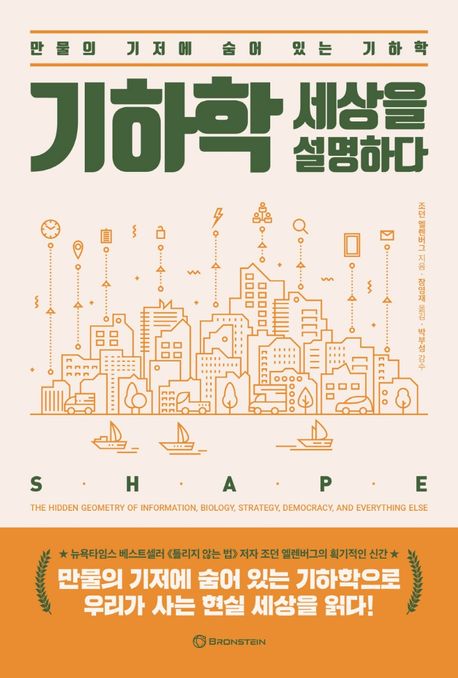 만물의 기저에 숨어 있는 기하학
기하학 세상을
설명하다
조던 엘렌버그 지음 · 장영재 옮김 · 박부성 감수
S · H · A · P · E
THE HIDDEN GEOMETRY OF INFORMATION, BIOLOGY, STRATEGY, DEMOCRACY, AND EVERYTHING ELSE
★ 뉴욕타임스 베스트셀러 《틀리지 않는 법》 저자 조던 엘렌버그의 획기적인 신간 ★
만물의 기저에 숨어 있는 기하학으로
우리가 사는 현실 세상을 읽다!
BRONSTEIN